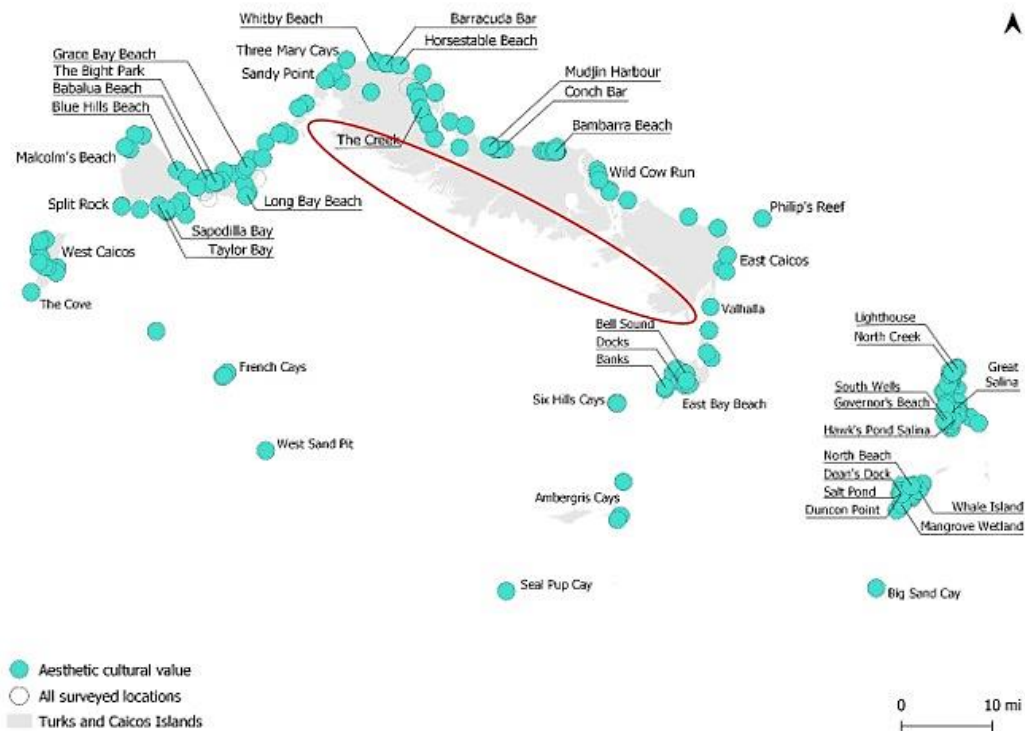 Whitby Beach
Barracuda Bar
Three Mary Cays
Horsestable Beach
Grace Bay Beach
Sandy Point
The Bight Park
Mudjin Harbour
Babalua Beach
Conch Bar
Blue Hills Beach
Bambarra Beach
The Creek
Malcolm's Beach
Wild Cow Run
Split Rock
Long Bay Beach
Philip's Reef
Sapodilla Bay
Taylor Bay
West Caicos
East Caicos
The Cove
Valhalla
Lighthouse
Bell Sound
North Creek
Docks
Great
Salina
Banks
French Cays
South Wells
Governor's Beach
Six Hills Cays
East Bay Beach
Hawk's Pond Salina
West Sand Pit
North Beach
Dean's Dock
Ambergris Cays
Salt Pond
Whale Island
Duncon Point
Mangrove Wetland
Seal Pup Cay
Big Sand Cay
Aesthetic cultural value
All surveyed locations
Turks and Caicos Islands
0 10 mi